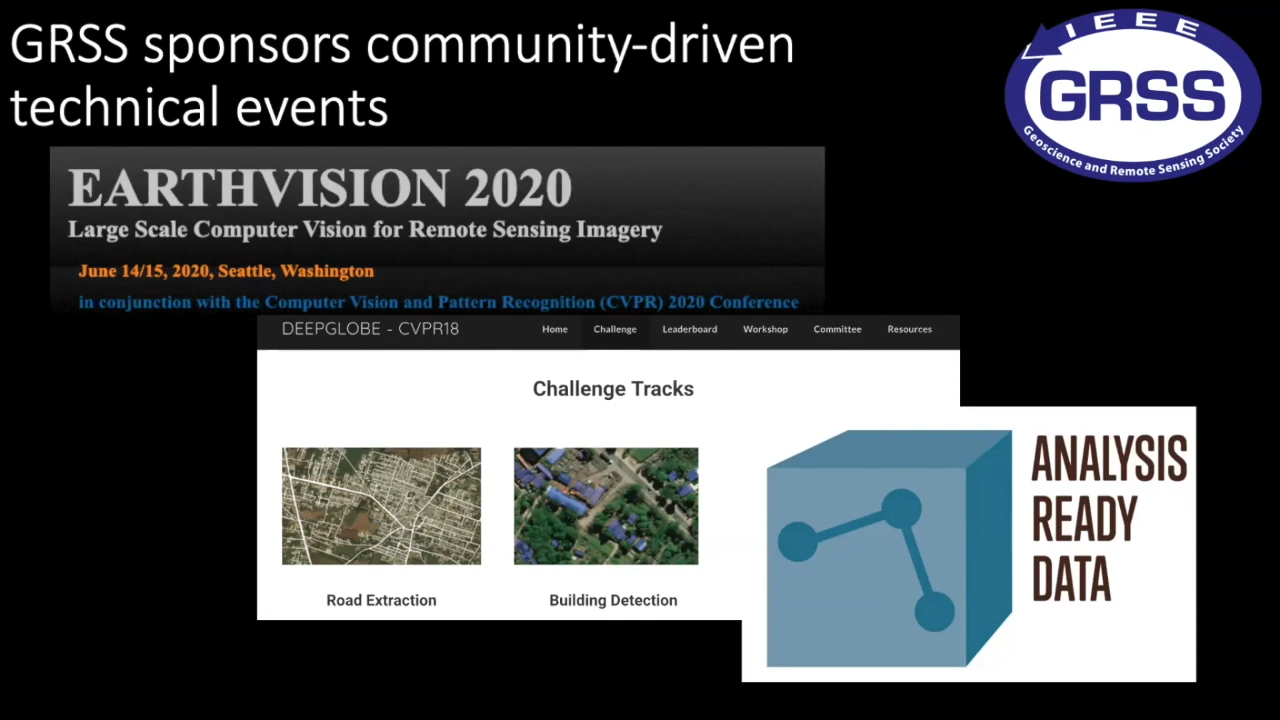 GRSS sponsors community-driven
technical events
IEEE
GRSS
Geoscience and Remote Sensing Society
EARTHVISION 2020
Large Scale Computer Vision for Remote Sensing Imagery
June 14/15, 2020, Seattle, Washington
in conjunction with the Computer Vision and Pattern Recognition (CVPR) 2020 Conference
DEEPGLOBE - CVPR18
Home Challenge Leaderboard Workshop Committee Resources
Challenge Tracks
Road Extraction
Building Detection
ANALYSIS
READY
DATA